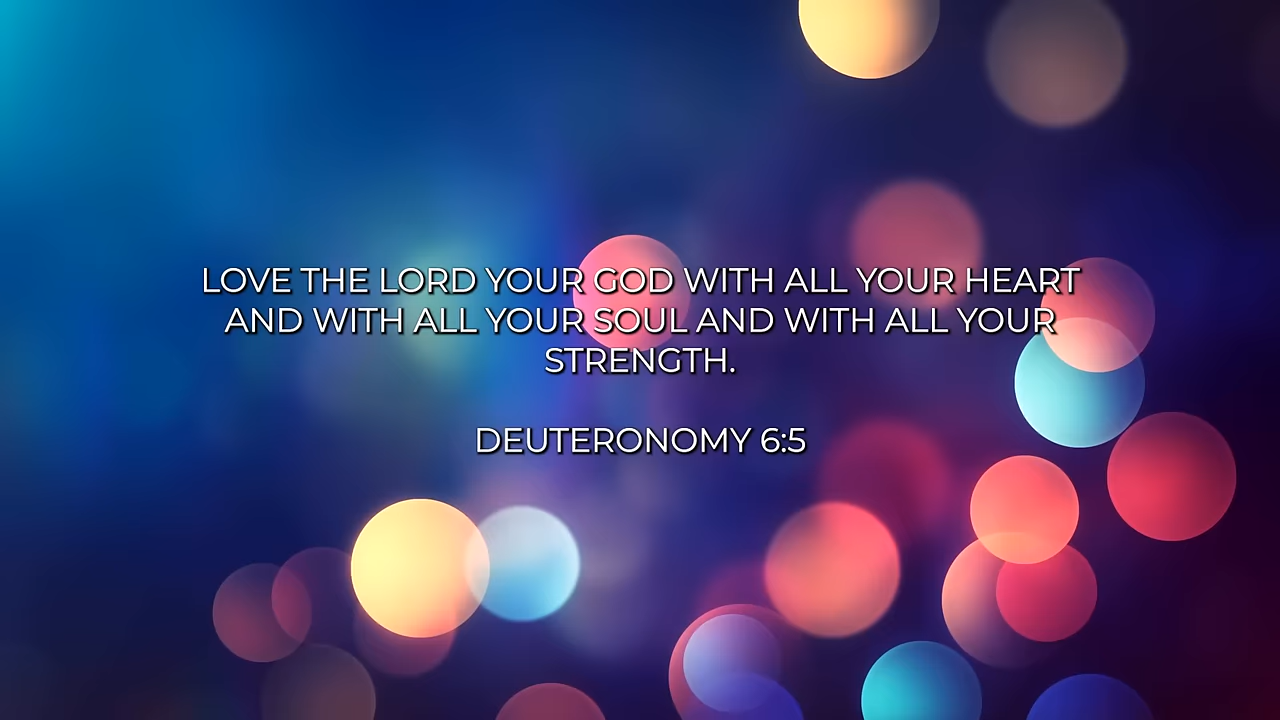 LOVE THE LORD YOUR GOD WITH ALL YOUR HEART
AND WITH ALL YOUR SOUL AND WITH ALL YOUR
STRENGTH.
DEUTERONOMY 6:5